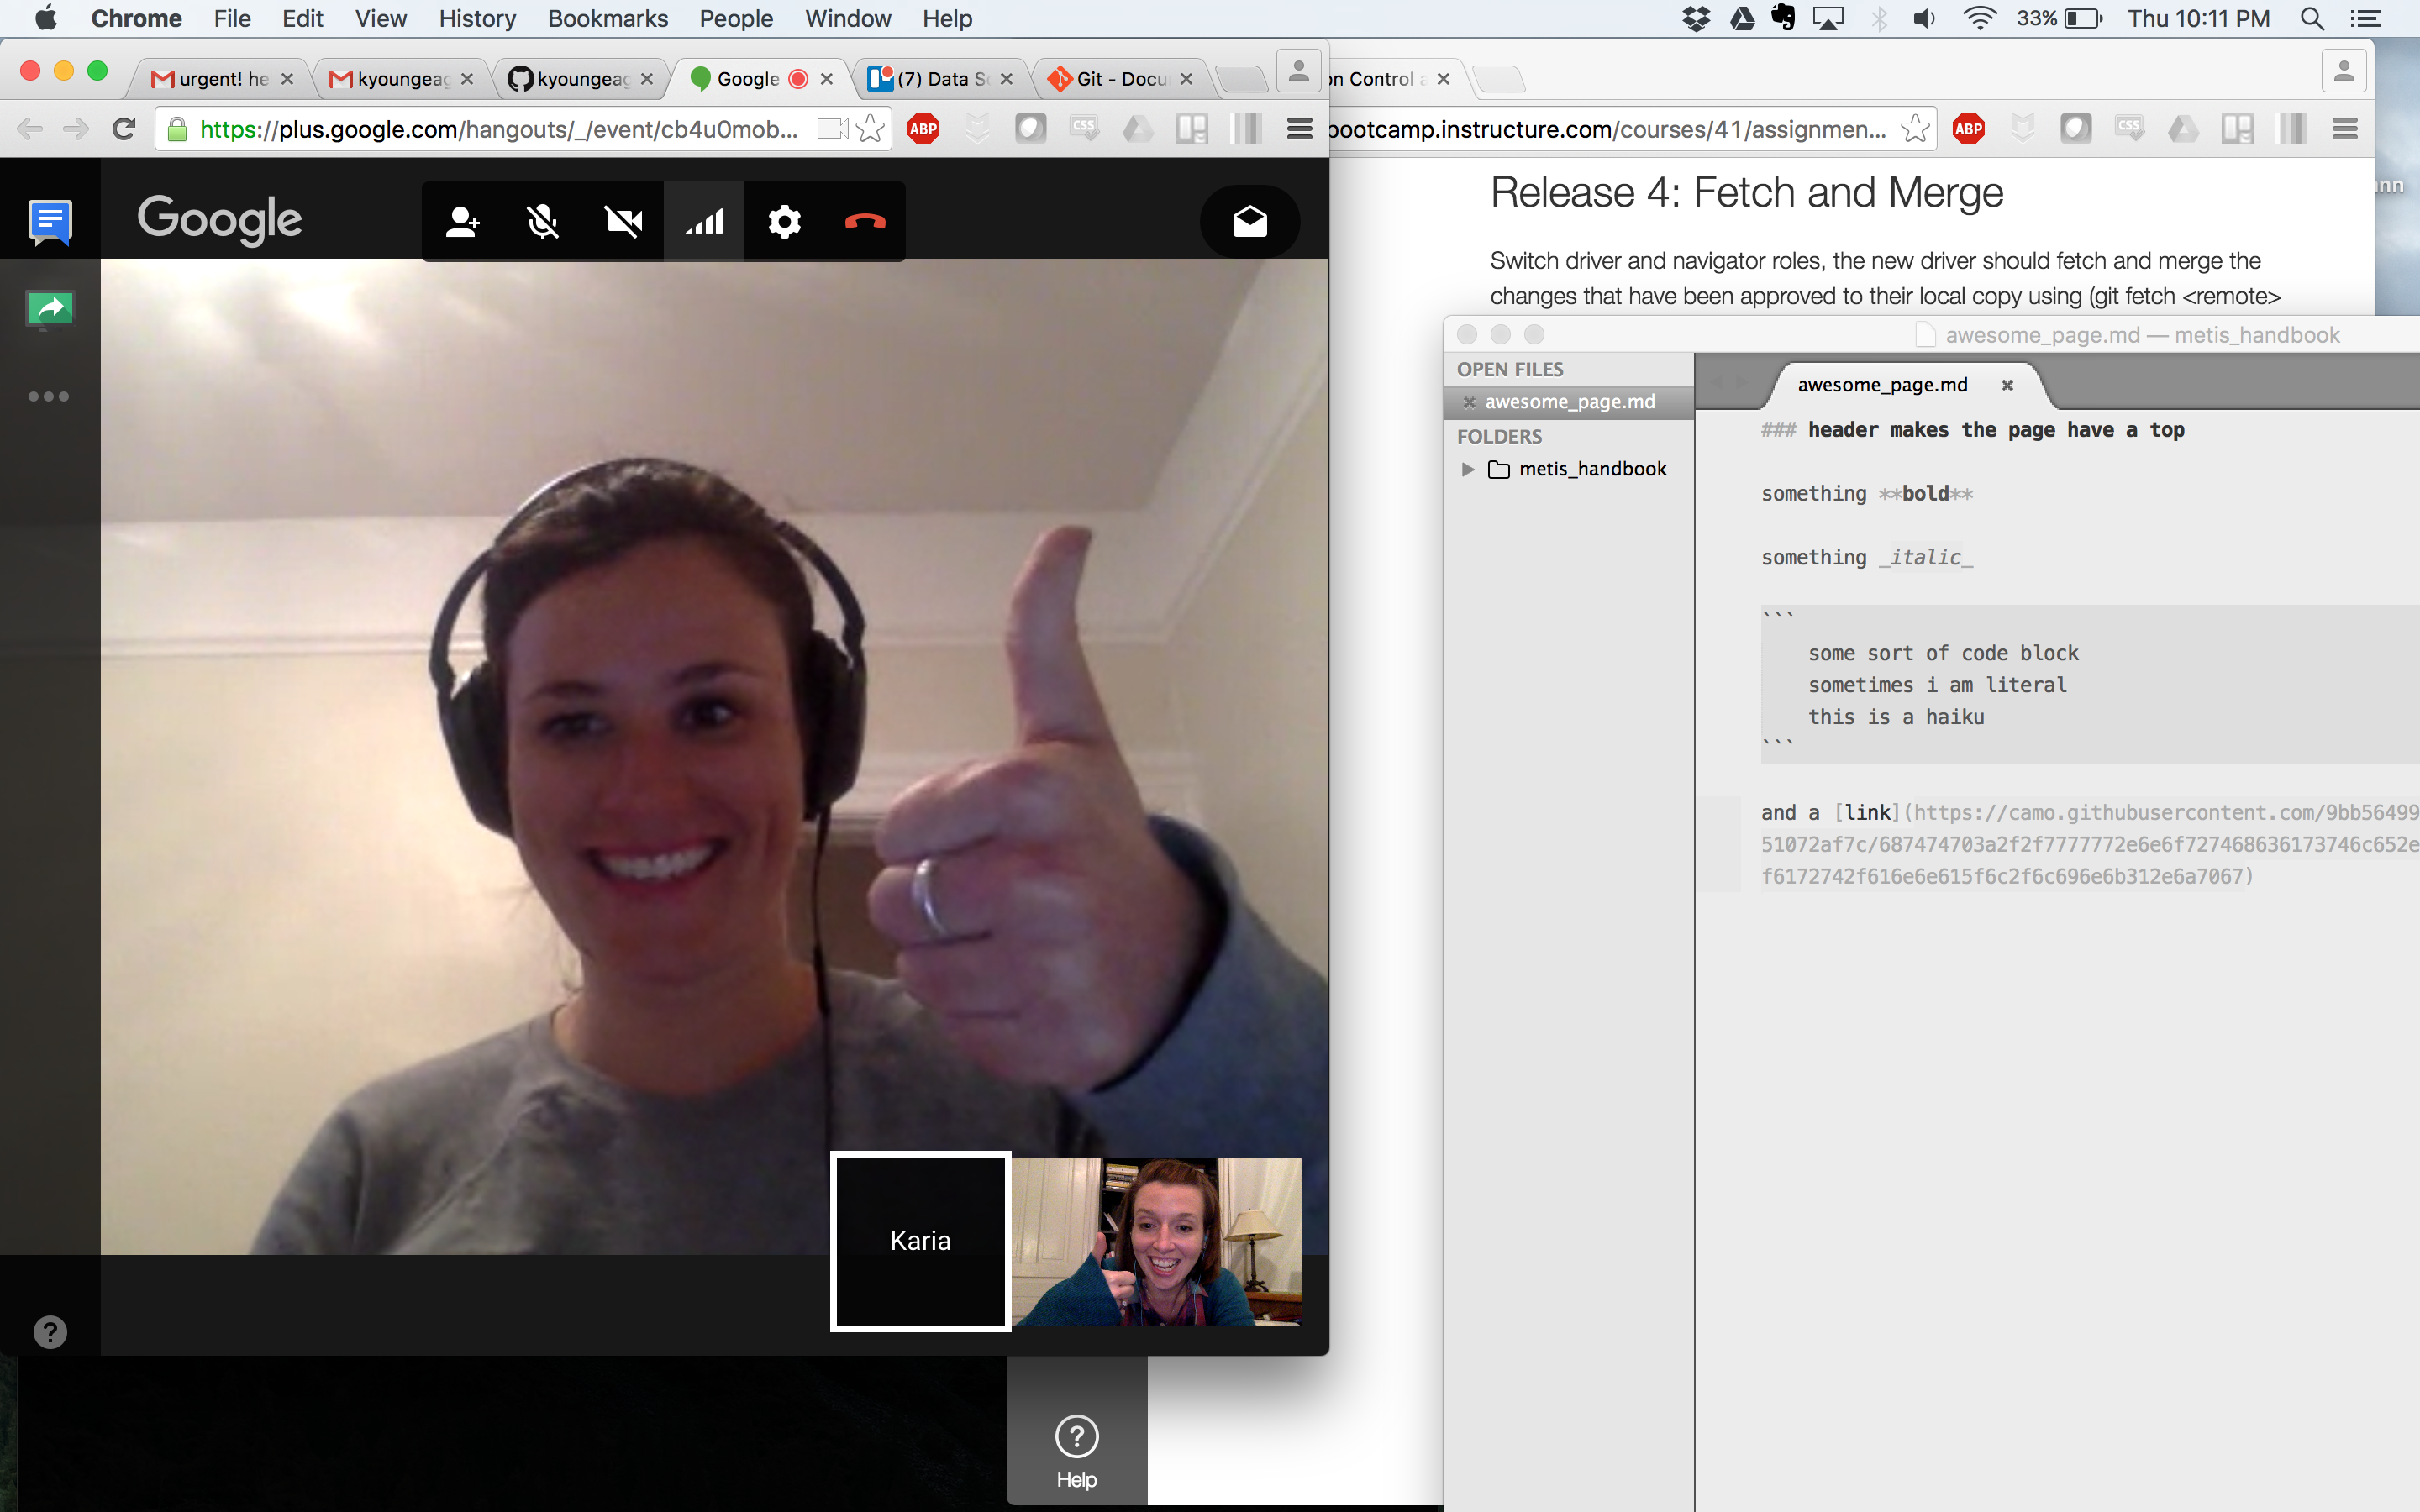 Chrome File Edit View History Bookmarks People Window Help 33% Thu 10:11 PM
urgent! he kyoungeag kyoungeag Google (7) Data S Git - Docu
on Control a
https://plus.google.com/hangouts/_/event/cb4u0mob... ABP CSS
bootcamp.instructure.com/courses/41/assignmen... ABP CSS
Google
Release 4: Fetch and Merge
Switch driver and navigator roles, the new driver should fetch and merge the
changes that have been approved to their local copy using (git fetch <remote>
awesome_page.md — metis_handbook
OPEN FILES
awesome_page.md
FOLDERS
metis_handbook
awesome_page.md
### header makes the page have a top
something **bold**
something _italic_
```
some sort of code block
sometimes i am literal
this is a haiku
```
and a [link](https://camo.githubusercontent.com/9bb56499
51072af7c/687474703a2f2f7777772e6e6f727468636173746c652e
f6172742f616e6e615f6c2f6c696e6b312e6a7067)
Karia
?
?
Help